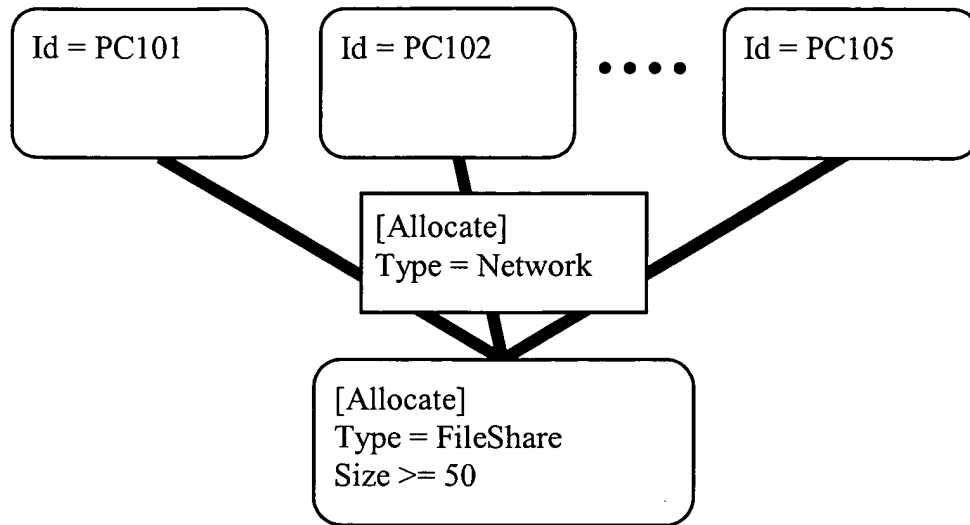 Id = PC101
Id = PC102
Id = PC105
[Allocate]
Type = Network
[Allocate]
Type = FileShare
Size >= 50